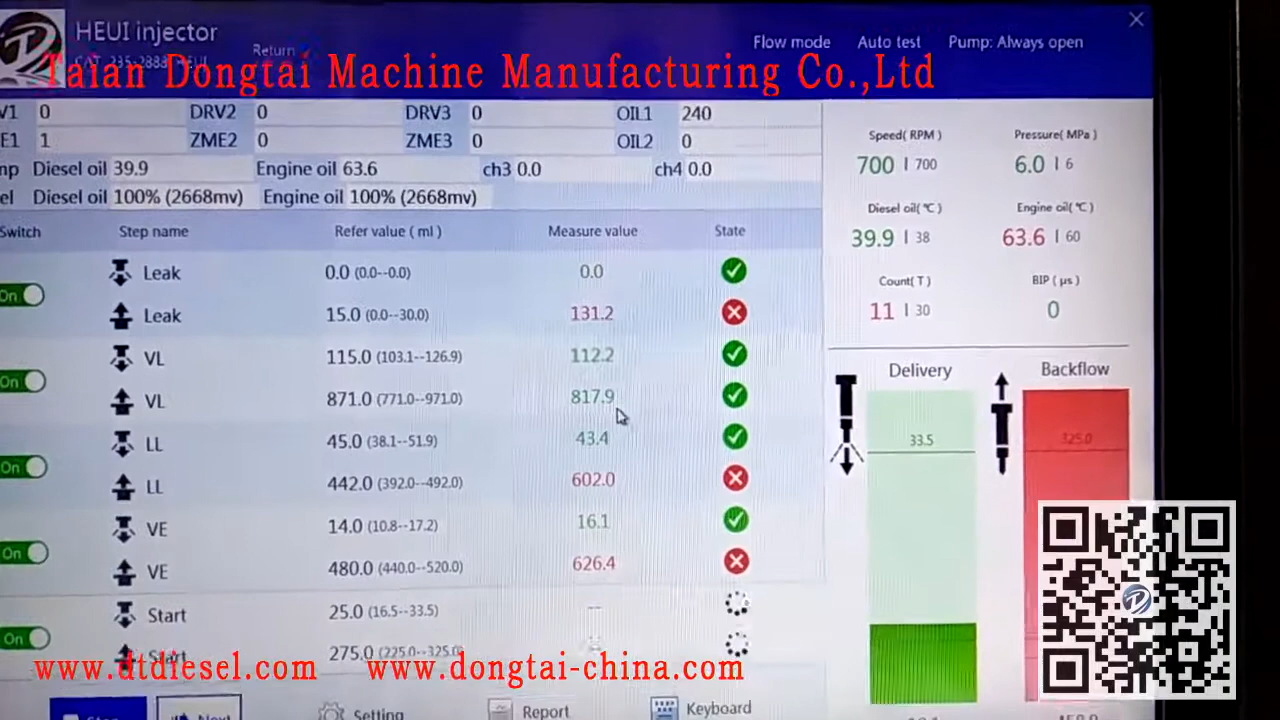 HEUI injector
CAT 235-2888 HEUI
Return
Flow mode Auto test Pump: Always open
Taian Dongtai Machine Manufacturing Co.,Ltd
V1 0 DRV2 0 DRV3 0 OIL1 240
E1 1 ZME2 0 ZME3 0 OIL2 0
mp Diesel oil 39.9 Engine oil 63.6 ch3 0.0 ch4 0.0
el Diesel oil 100% (2668mv) Engine oil 100% (2668mv)
Switch Step name Refer value ( ml ) Measure value State
Leak 0.0 (0.0--0.0) 0.0
On
Leak 15.0 (0.0--30.0) 131.2
VL 115.0 (103.1--126.9) 112.2
On
VL 871.0 (771.0--971.0) 817.9
LL 45.0 (38.1--51.9) 43.4
On
LL 442.0 (392.0--492.0) 602.0
VE 14.0 (10.8--17.2) 16.1
On
VE 480.0 (440.0--520.0) 626.4
Start 25.0 (16.5--33.5) --
On
Start 275.0 (225.0--325.0)
www.dtdiesel.com www.dongtai-china.com
Setting Report Keyboard
Speed( RPM ) Pressure( MPa )
700 | 700 6.0 | 6
Diesel oil( °C ) Engine oil( °C )
39.9 | 38 63.6 | 60
Count( T ) BIP ( μs )
11 | 30 0
Delivery Backflow
33.5 325.0